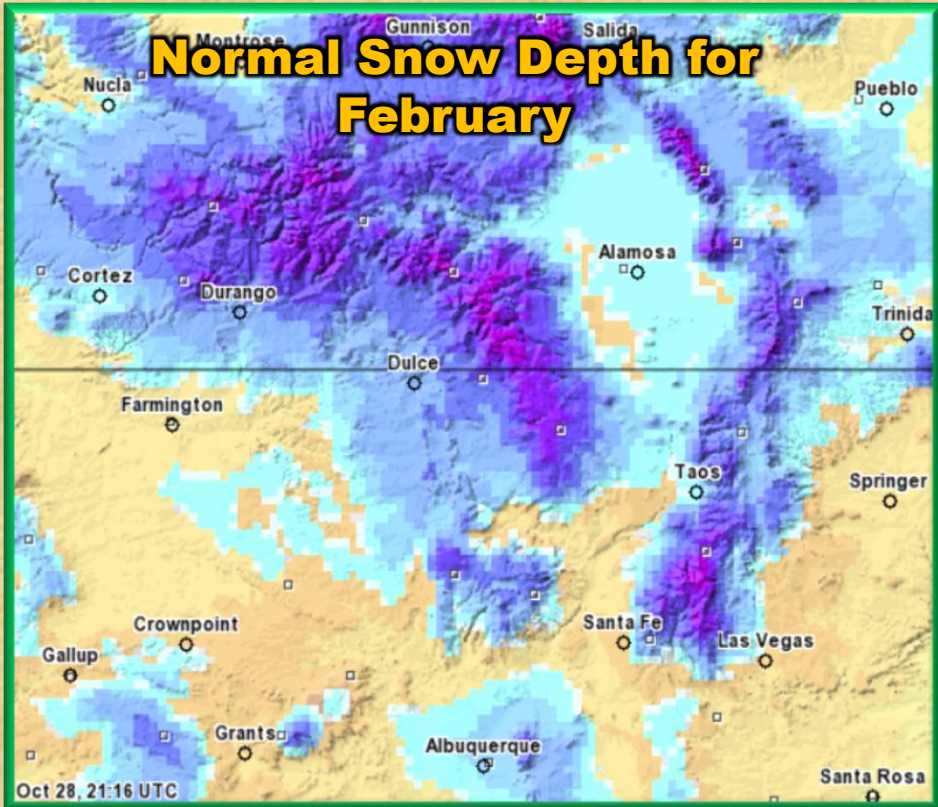 Gunnison
Salida
Montrose
Normal Snow Depth for
February
Nucla
Pueblo
Alamosa
Cortez
Durango
Trinida
Dulce
Farmington
Taos
Springer
Crownpoint
Santa Fe
Las Vegas
Gallup
Grants
Albuquerque
Santa Rosa
Oct 28, 21:16 UTC